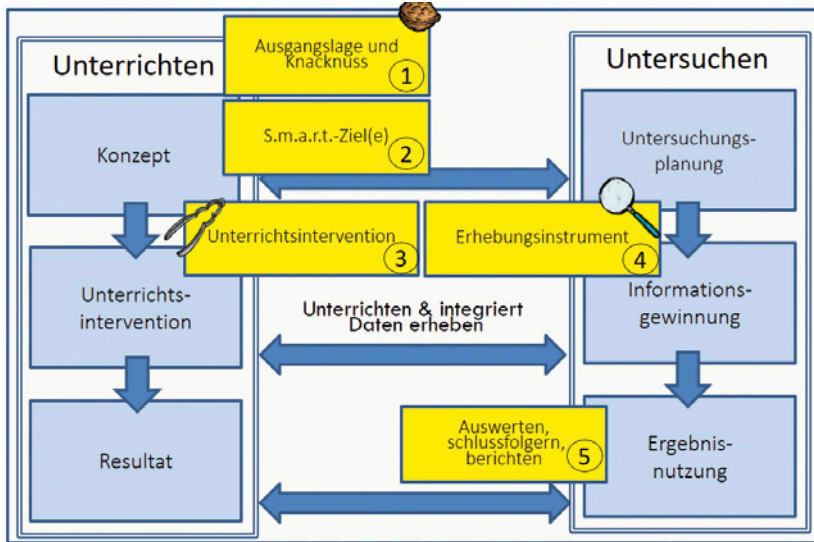 Unterrichten
Ausgangslage und
Knacknuss
1
Untersuchen
Konzept
S.m.a.r.t.-Ziel(e)
2
Untersuchungs-
planung
Unterrichtsintervention
3
Erhebungsinstrument
4
Unterrichts-
intervention
Unterrichten & integriert
Daten erheben
Informations-
gewinnung
Resultat
Auswerten,
schlussfolgern,
berichten
5
Ergebnis-
nutzung